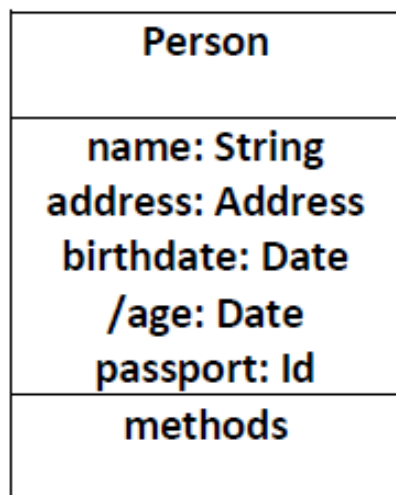 Person
name: String
address: Address
birthdate: Date
/age: Date
passport: Id
methods